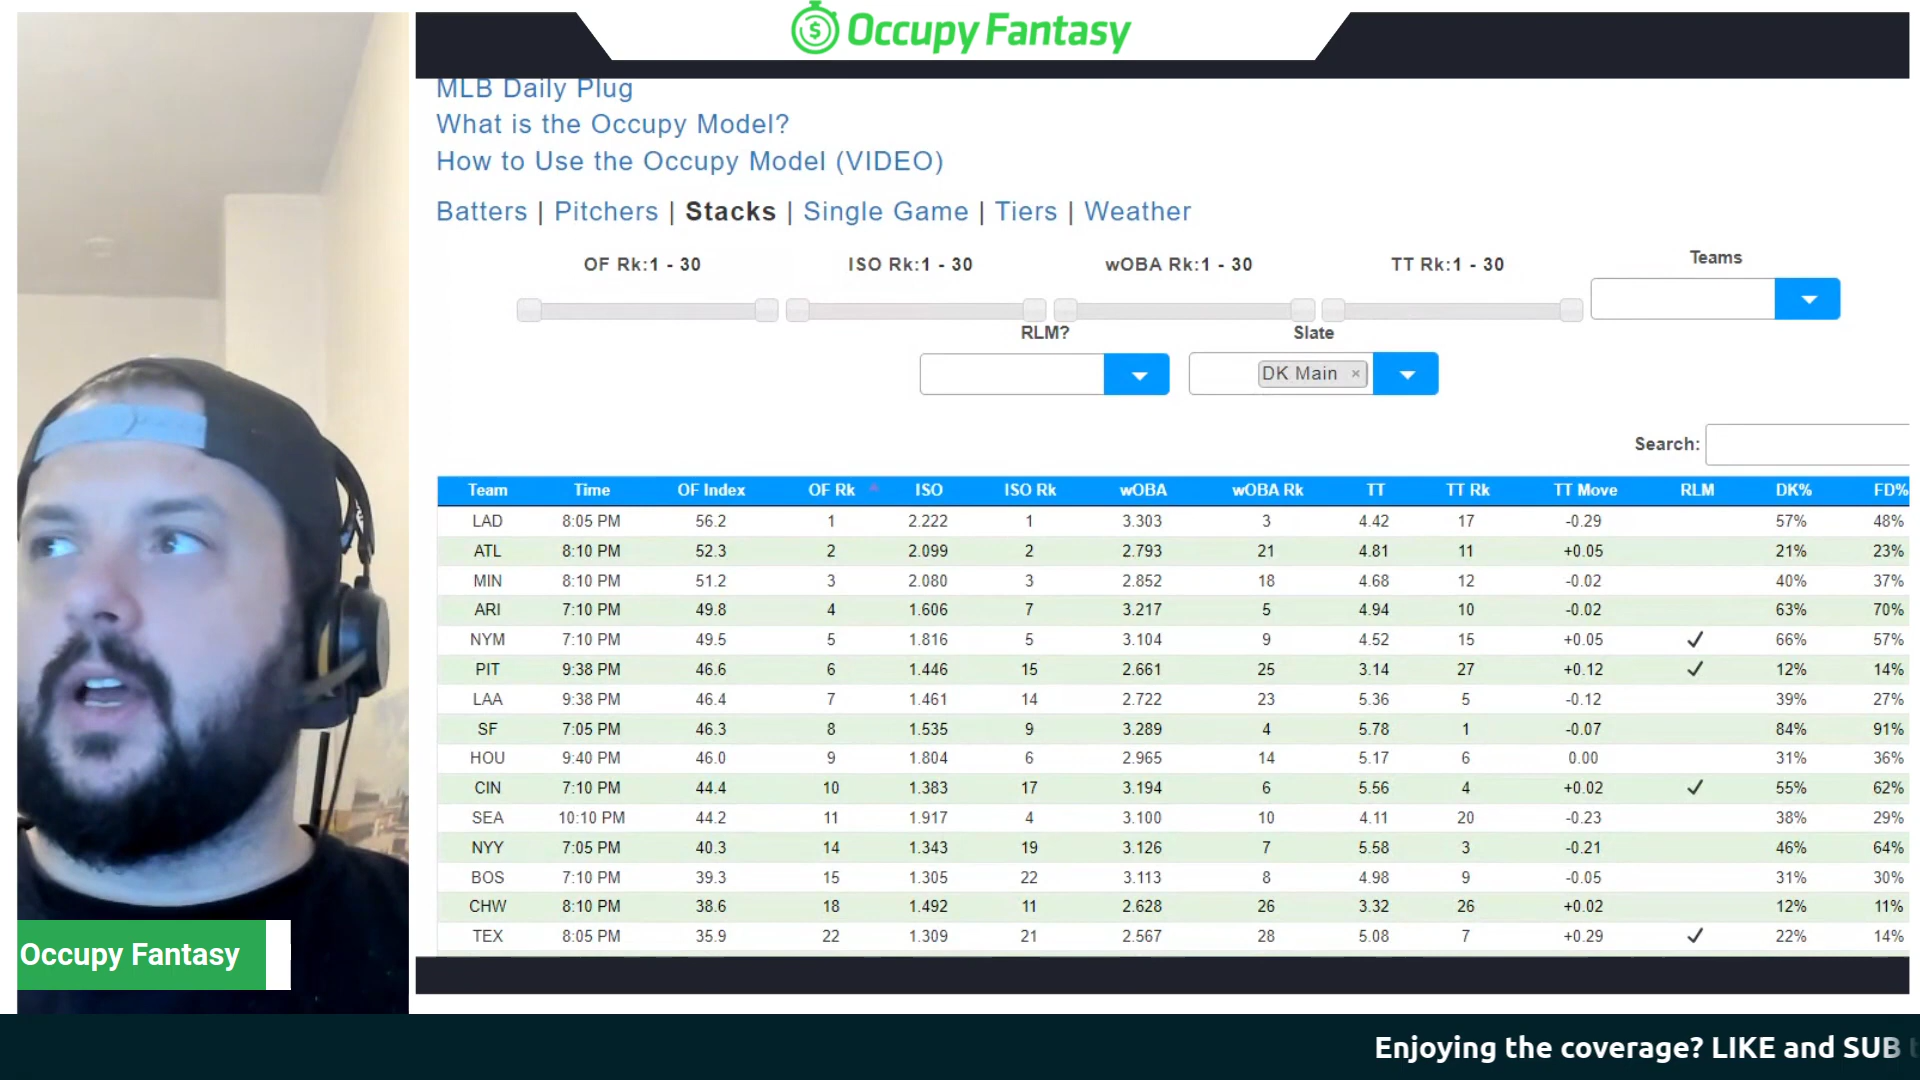 Occupy Fantasy
MLB Daily Plug
What is the Occupy Model?
How to Use the Occupy Model (VIDEO)
Batters | Pitchers | Stacks | Single Game | Tiers | Weather
OF Rk:1 - 30 ISO Rk:1 - 30 wOBA Rk:1 - 30 TT Rk:1 - 30 Teams
RLM? Slate
DK Main ×
Search:
Team Time OF Index OF Rk ISO ISO Rk wOBA wOBA Rk TT TT Rk TT Move RLM DK% FD%
LAD 8:05 PM 56.2 1 2.222 1 3.303 3 4.42 17 -0.29 57% 48%
ATL 8:10 PM 52.3 2 2.099 2 2.793 21 4.81 11 +0.05 21% 23%
MIN 8:10 PM 51.2 3 2.080 3 2.852 18 4.68 12 -0.02 40% 37%
ARI 7:10 PM 49.8 4 1.606 7 3.217 5 4.94 10 -0.02 63% 70%
NYM 7:10 PM 49.5 5 1.816 5 3.104 9 4.52 15 +0.05 ✓ 66% 57%
PIT 9:38 PM 46.6 6 1.446 15 2.661 25 3.14 27 +0.12 ✓ 12% 14%
LAA 9:38 PM 46.4 7 1.461 14 2.722 23 5.36 5 -0.12 39% 27%
SF 7:05 PM 46.3 8 1.535 9 3.289 4 5.78 1 -0.07 84% 91%
HOU 9:40 PM 46.0 9 1.804 6 2.965 14 5.17 6 0.00 31% 36%
CIN 7:10 PM 44.4 10 1.383 17 3.194 6 5.56 4 +0.02 ✓ 55% 62%
SEA 10:10 PM 44.2 11 1.917 4 3.100 10 4.11 20 -0.23 38% 29%
NYY 7:05 PM 40.3 14 1.343 19 3.126 7 5.58 3 -0.21 46% 64%
BOS 7:10 PM 39.3 15 1.305 22 3.113 8 4.98 9 -0.05 31% 30%
CHW 8:10 PM 38.6 18 1.492 11 2.628 26 3.32 26 +0.02 12% 11%
TEX 8:05 PM 35.9 22 1.309 21 2.567 28 5.08 7 +0.29 ✓ 22% 14%
Occupy Fantasy
Enjoying the coverage? LIKE and SUB